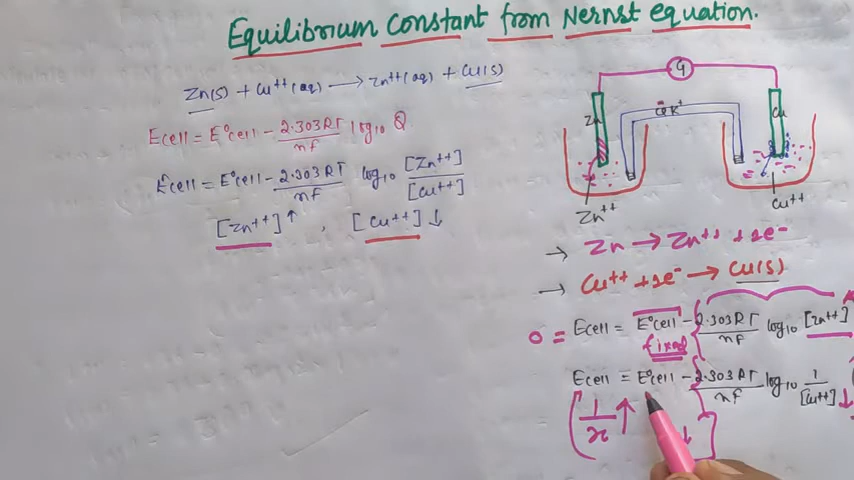 Equilibrium Constant from Nernst equation.
Zn(s) + Cu++(aq) → Zn++(aq) + Cu(s)
Ecell = E°cell - 2.303RT/nf log10 Q
Ecell = E°cell - 2.303RT/nf log10 [Zn++]/[Cu++]
[Zn++]↑ , [Cu++]↓
G
Zn
Cu
Zn++
Cu++
→ Zn → Zn++ + 2e-
→ Cu++ + 2e- → Cu(s)
0 = Ecell = E°cell - 2.303RT/nf log10 [Zn++]
fixed
Ecell = E°cell - 2.303RT/nf log10 1/[Cu++]↓
1/x ↑ ↓